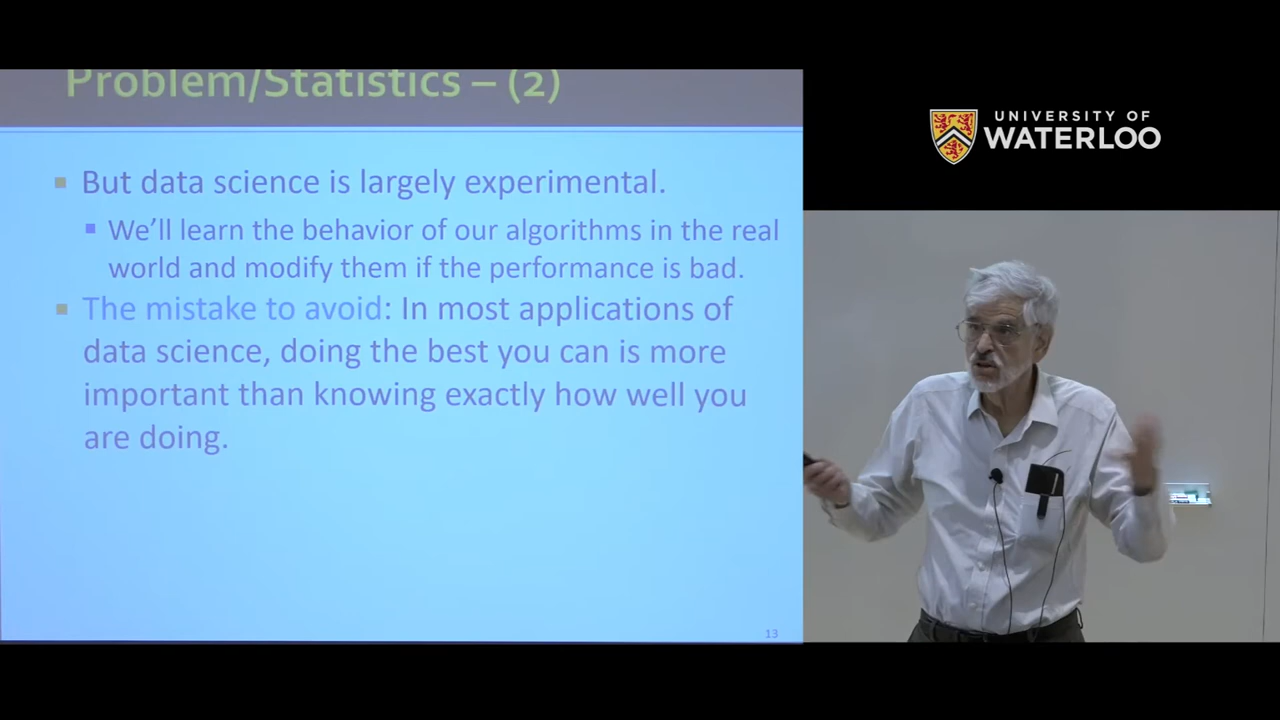 Problem/Statistics – (2)
But data science is largely experimental.
We'll learn the behavior of our algorithms in the real
world and modify them if the performance is bad.
The mistake to avoid: In most applications of
data science, doing the best you can is more
important than knowing exactly how well you
are doing.
13
UNIVERSITY OF
WATERLOO